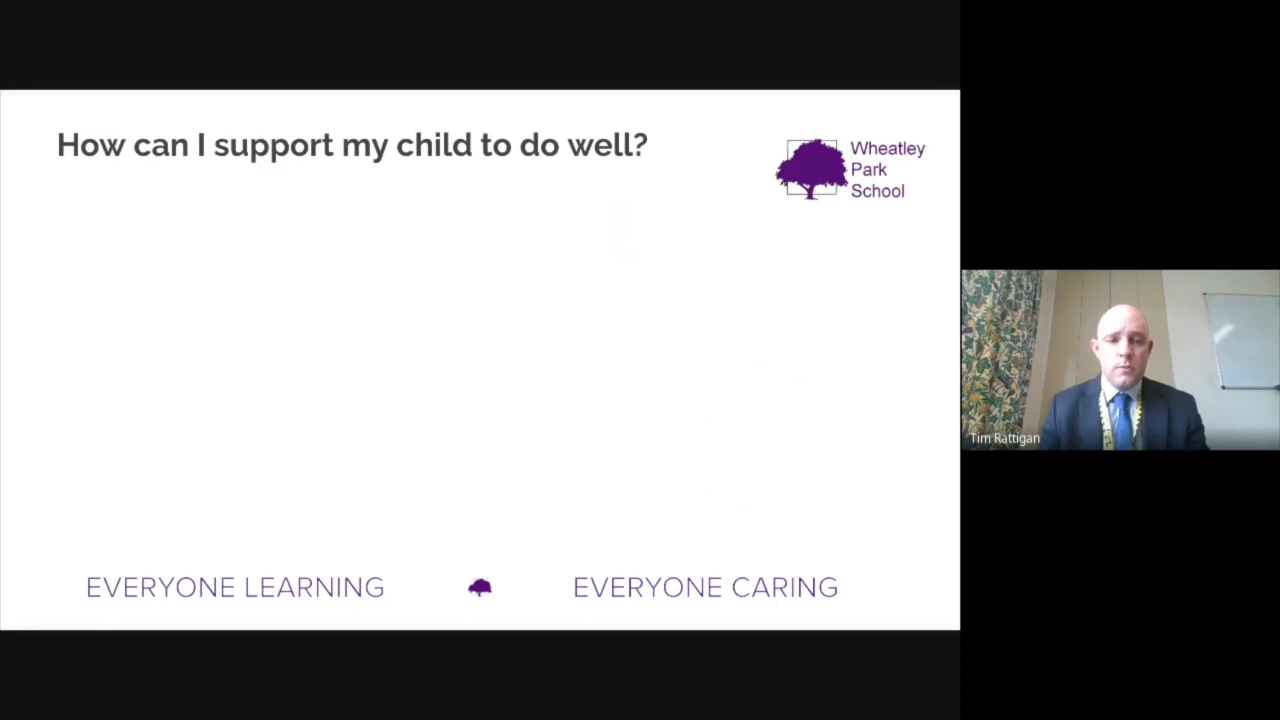 How can I support my child to do well?
Wheatley
Park
School
Tim Rattigan
EVERYONE LEARNING
EVERYONE CARING